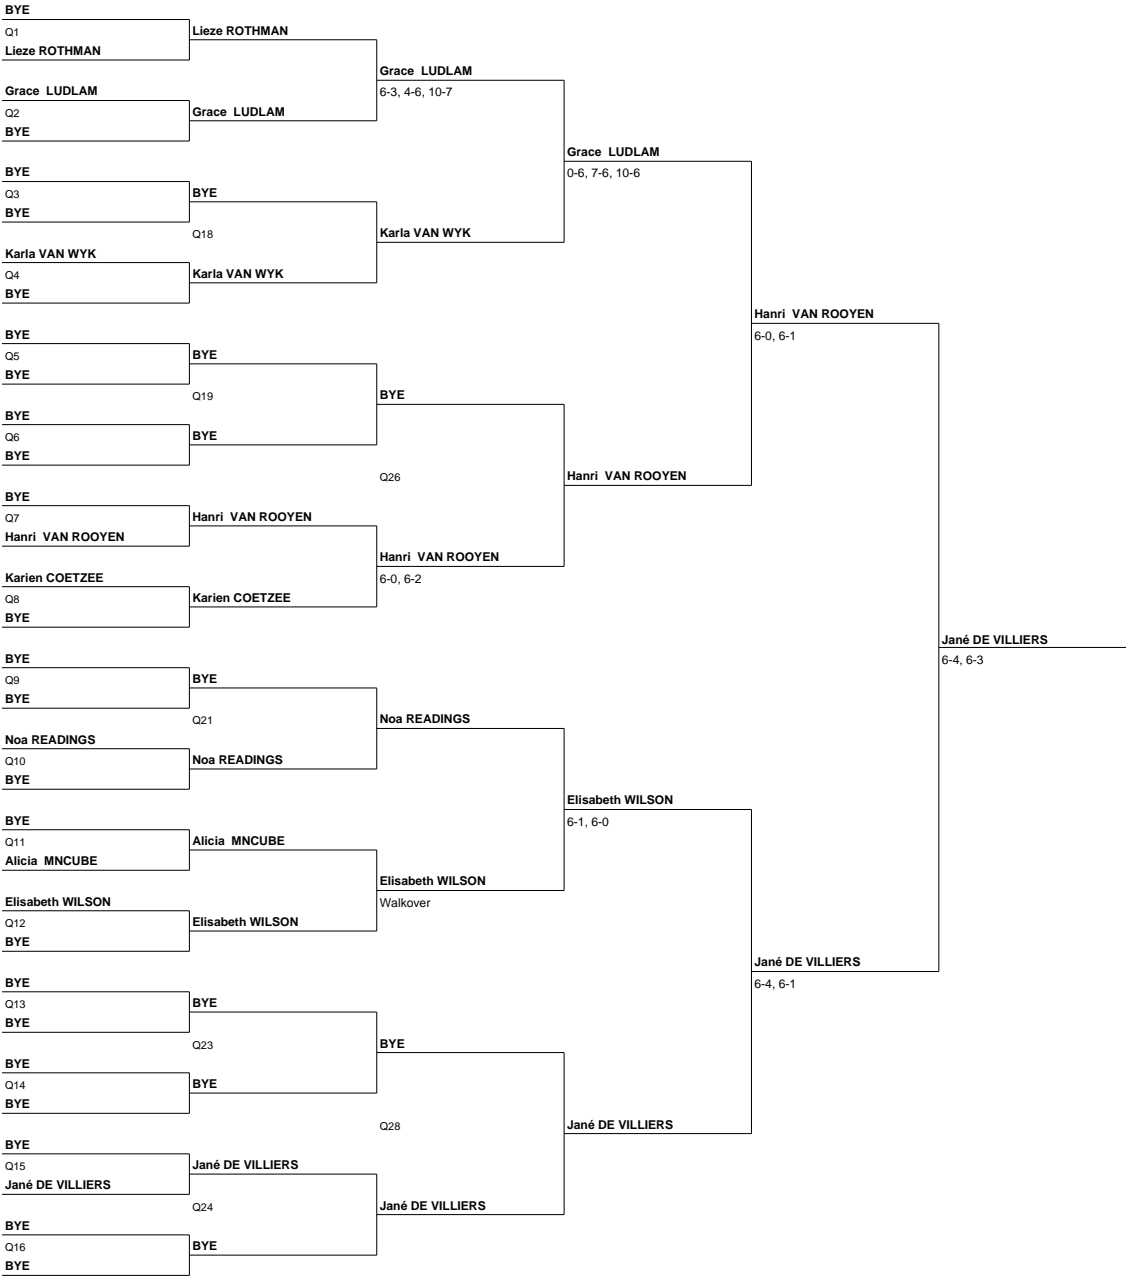 BYE
Q1
Lieze ROTHMAN
Lieze ROTHMAN
Grace LUDLAM
6-3, 4-6, 10-7
Grace LUDLAM
Q2
Grace LUDLAM
BYE
Grace LUDLAM
0-6, 7-6, 10-6
BYE
Q3
BYE
BYE
Q18
Karla VAN WYK
Karla VAN WYK
Q4
Karla VAN WYK
BYE
Hanri VAN ROOYEN
6-0, 6-1
BYE
Q5
BYE
BYE
Q19
BYE
BYE
Q6
BYE
BYE
Q26
Hanri VAN ROOYEN
BYE
Q7
Hanri VAN ROOYEN
Hanri VAN ROOYEN
Hanri VAN ROOYEN
6-0, 6-2
Karien COETZEE
Q8
Karien COETZEE
BYE
Jané DE VILLIERS
6-4, 6-3
BYE
Q9
BYE
BYE
Q21
Noa READINGS
Noa READINGS
Q10
Noa READINGS
BYE
Elisabeth WILSON
6-1, 6-0
BYE
Q11
Alicia MNCUBE
Alicia MNCUBE
Elisabeth WILSON
Walkover
Elisabeth WILSON
Q12
Elisabeth WILSON
BYE
Jané DE VILLIERS
6-4, 6-1
BYE
Q13
BYE
BYE
Q23
BYE
BYE
Q14
BYE
BYE
Q28
Jané DE VILLIERS
BYE
Q15
Jané DE VILLIERS
Jané DE VILLIERS
Q24
Jané DE VILLIERS
BYE
Q16
BYE
BYE